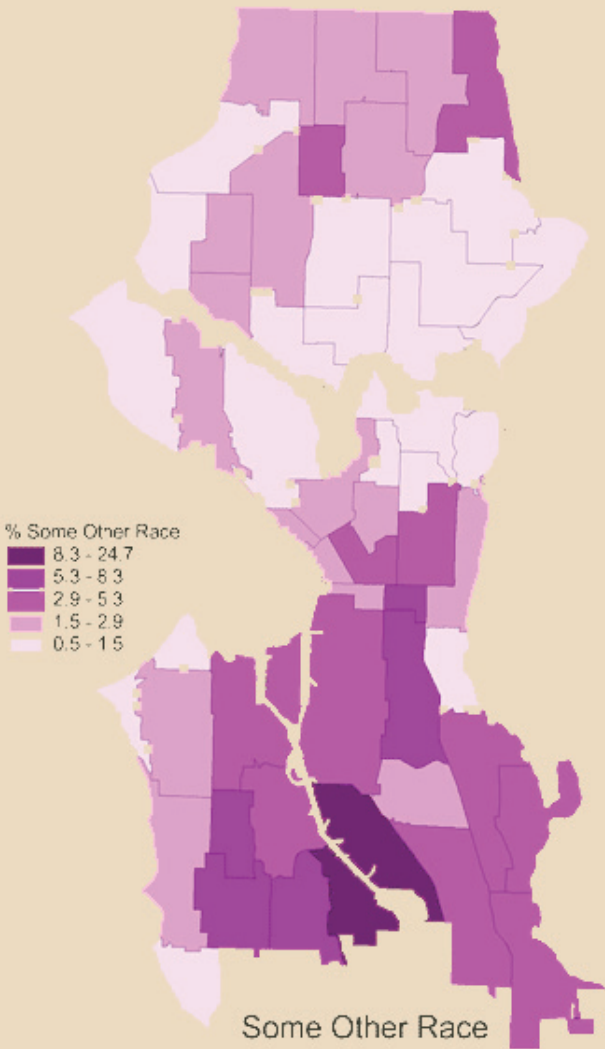 % Some Other Race
8.3 - 24.7
5.3 - 8.3
2.9 - 5.3
1.5 - 2.9
0.5 - 1.5
Some Other Race